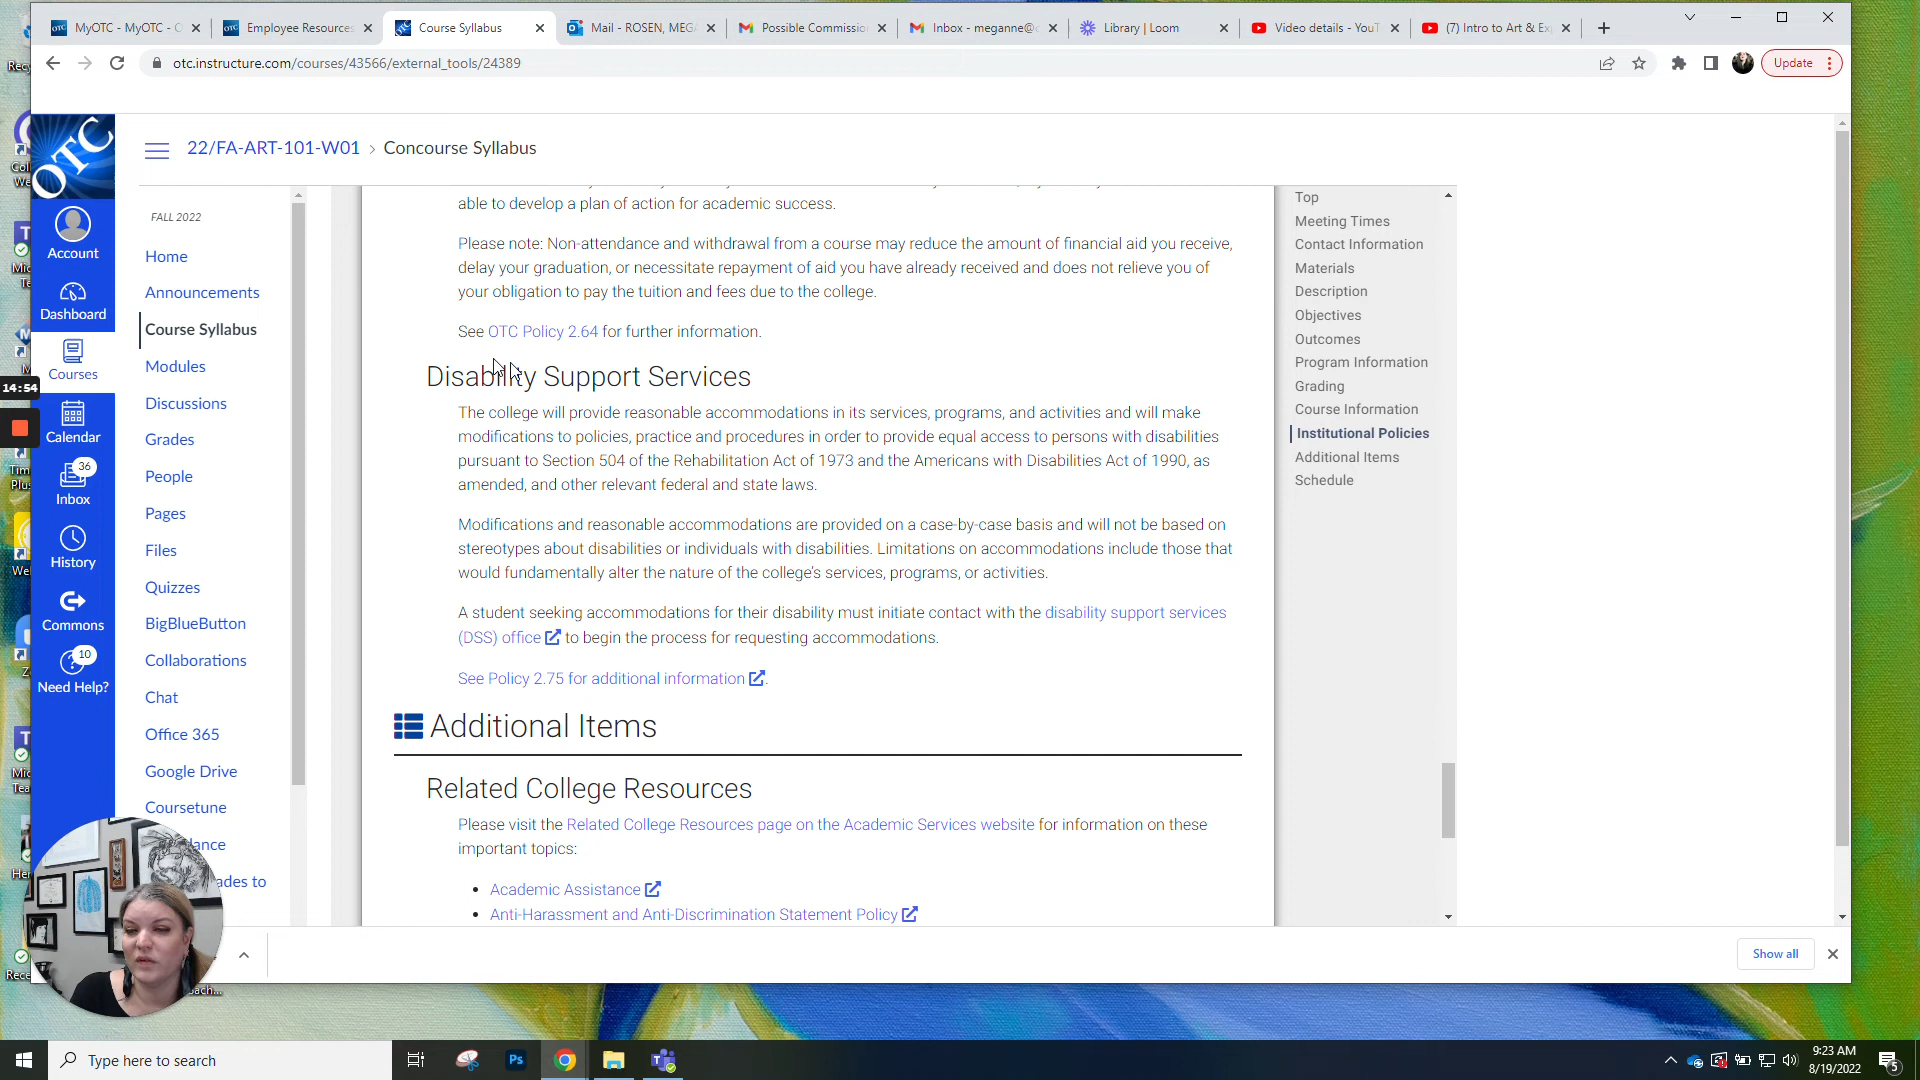 MyOTC - MyOTC - O
Employee Resources
Course Syllabus
Mail - ROSEN, MEGA
Possible Commissio
Inbox - meganne@
Library | Loom
Video details - YouT
(7) Intro to Art & Ex
otc.instructure.com/courses/43566/external_tools/24389
Update
OTC
22/FA-ART-101-W01 > Concourse Syllabus
Account
Dashboard
Courses
Calendar
36
Inbox
History
Commons
10
Need Help?
14:54
FALL 2022
Home
Announcements
Course Syllabus
Modules
Discussions
Grades
People
Pages
Files
Quizzes
BigBlueButton
Collaborations
Chat
Office 365
Google Drive
Coursetune
ades to
able to develop a plan of action for academic success.
Please note: Non-attendance and withdrawal from a course may reduce the amount of financial aid you receive,
delay your graduation, or necessitate repayment of aid you have already received and does not relieve you of
your obligation to pay the tuition and fees due to the college.
See OTC Policy 2.64 for further information.
Disability Support Services
The college will provide reasonable accommodations in its services, programs, and activities and will make
modifications to policies, practice and procedures in order to provide equal access to persons with disabilities
pursuant to Section 504 of the Rehabilitation Act of 1973 and the Americans with Disabilities Act of 1990, as
amended, and other relevant federal and state laws.
Modifications and reasonable accommodations are provided on a case-by-case basis and will not be based on
stereotypes about disabilities or individuals with disabilities. Limitations on accommodations include those that
would fundamentally alter the nature of the college's services, programs, or activities.
A student seeking accommodations for their disability must initiate contact with the disability support services
(DSS) office to begin the process for requesting accommodations.
See Policy 2.75 for additional information.
Additional Items
Related College Resources
Please visit the Related College Resources page on the Academic Services website for information on these
important topics:
• Academic Assistance
• Anti-Harassment and Anti-Discrimination Statement Policy
Top
Meeting Times
Contact Information
Materials
Description
Objectives
Outcomes
Program Information
Grading
Course Information
Institutional Policies
Additional Items
Schedule
Show all
Type here to search
Ps
9:23 AM
8/19/2022
5